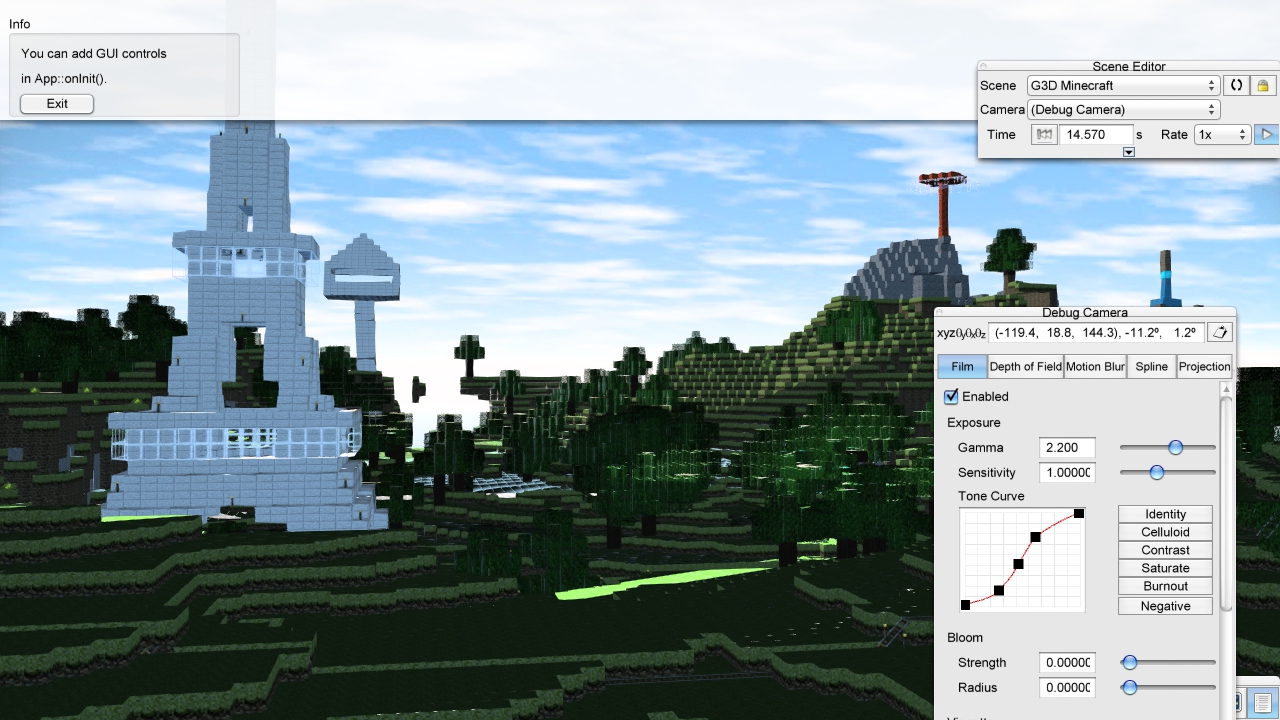 Info
You can add GUI controls
in App::onInit().
Exit
Scene Editor
Scene G3D Minecraft
Camera (Debug Camera)
Time 14.570 s Rate 1x
Debug Camera
(-119.4, 18.8, 144.3), -11.2º, 1.2º
Film Depth of Field Motion Blur Spline Projection
Enabled
Exposure
Gamma 2.200
Sensitivity 1.0000
Tone Curve
Identity
Celluloid
Contrast
Saturate
Burnout
Negative
Bloom
Strength 0.0000
Radius 0.0000